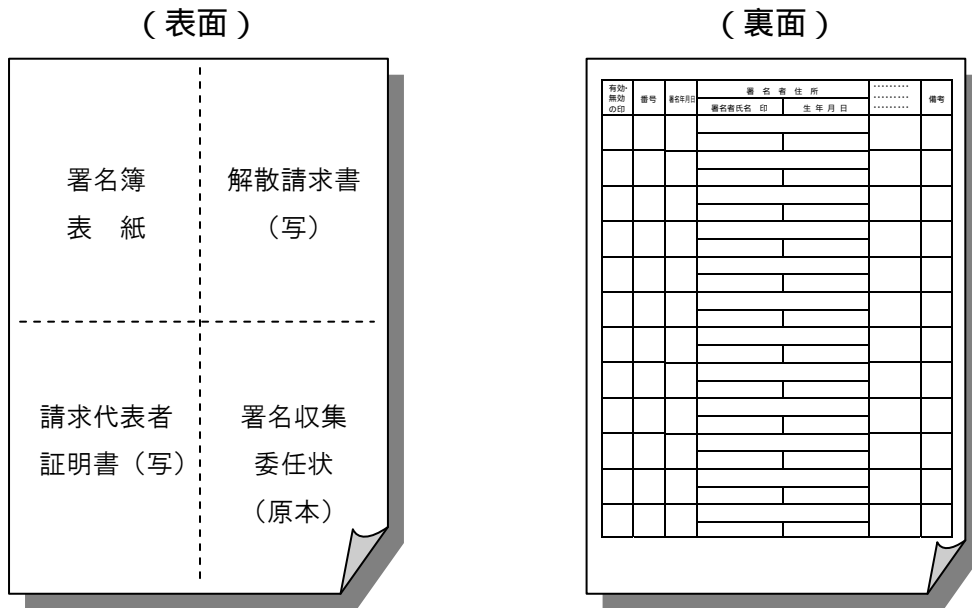 （表面）
署名簿
表　紙
解散請求書
（写）
請求代表者
証明書（写）
署名収集
委任状
（原本）
（裏面）
有効・
無効
の印
番号
署名年月日
署　名　者　住　所
署名者氏名　印
生　年　月　日
………
………
………
備考